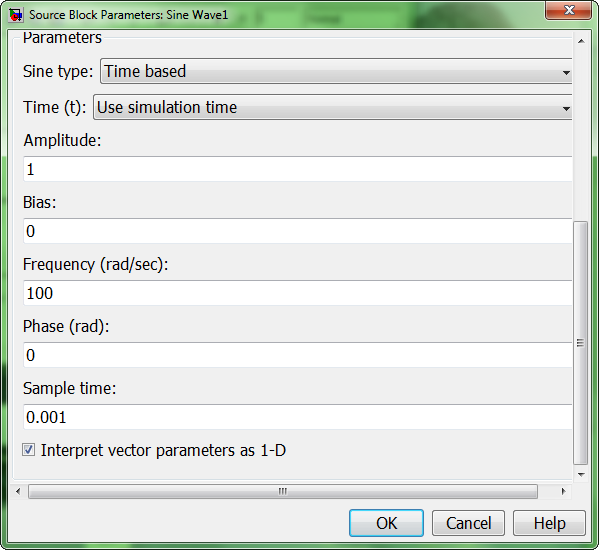 Source Block Parameters: Sine Wave1
Parameters
Sine type: Time based
Time (t): Use simulation time
Amplitude:
1
Bias:
0
Frequency (rad/sec):
100
Phase (rad):
0
Sample time:
0.001
Interpret vector parameters as 1-D
OK Cancel Help